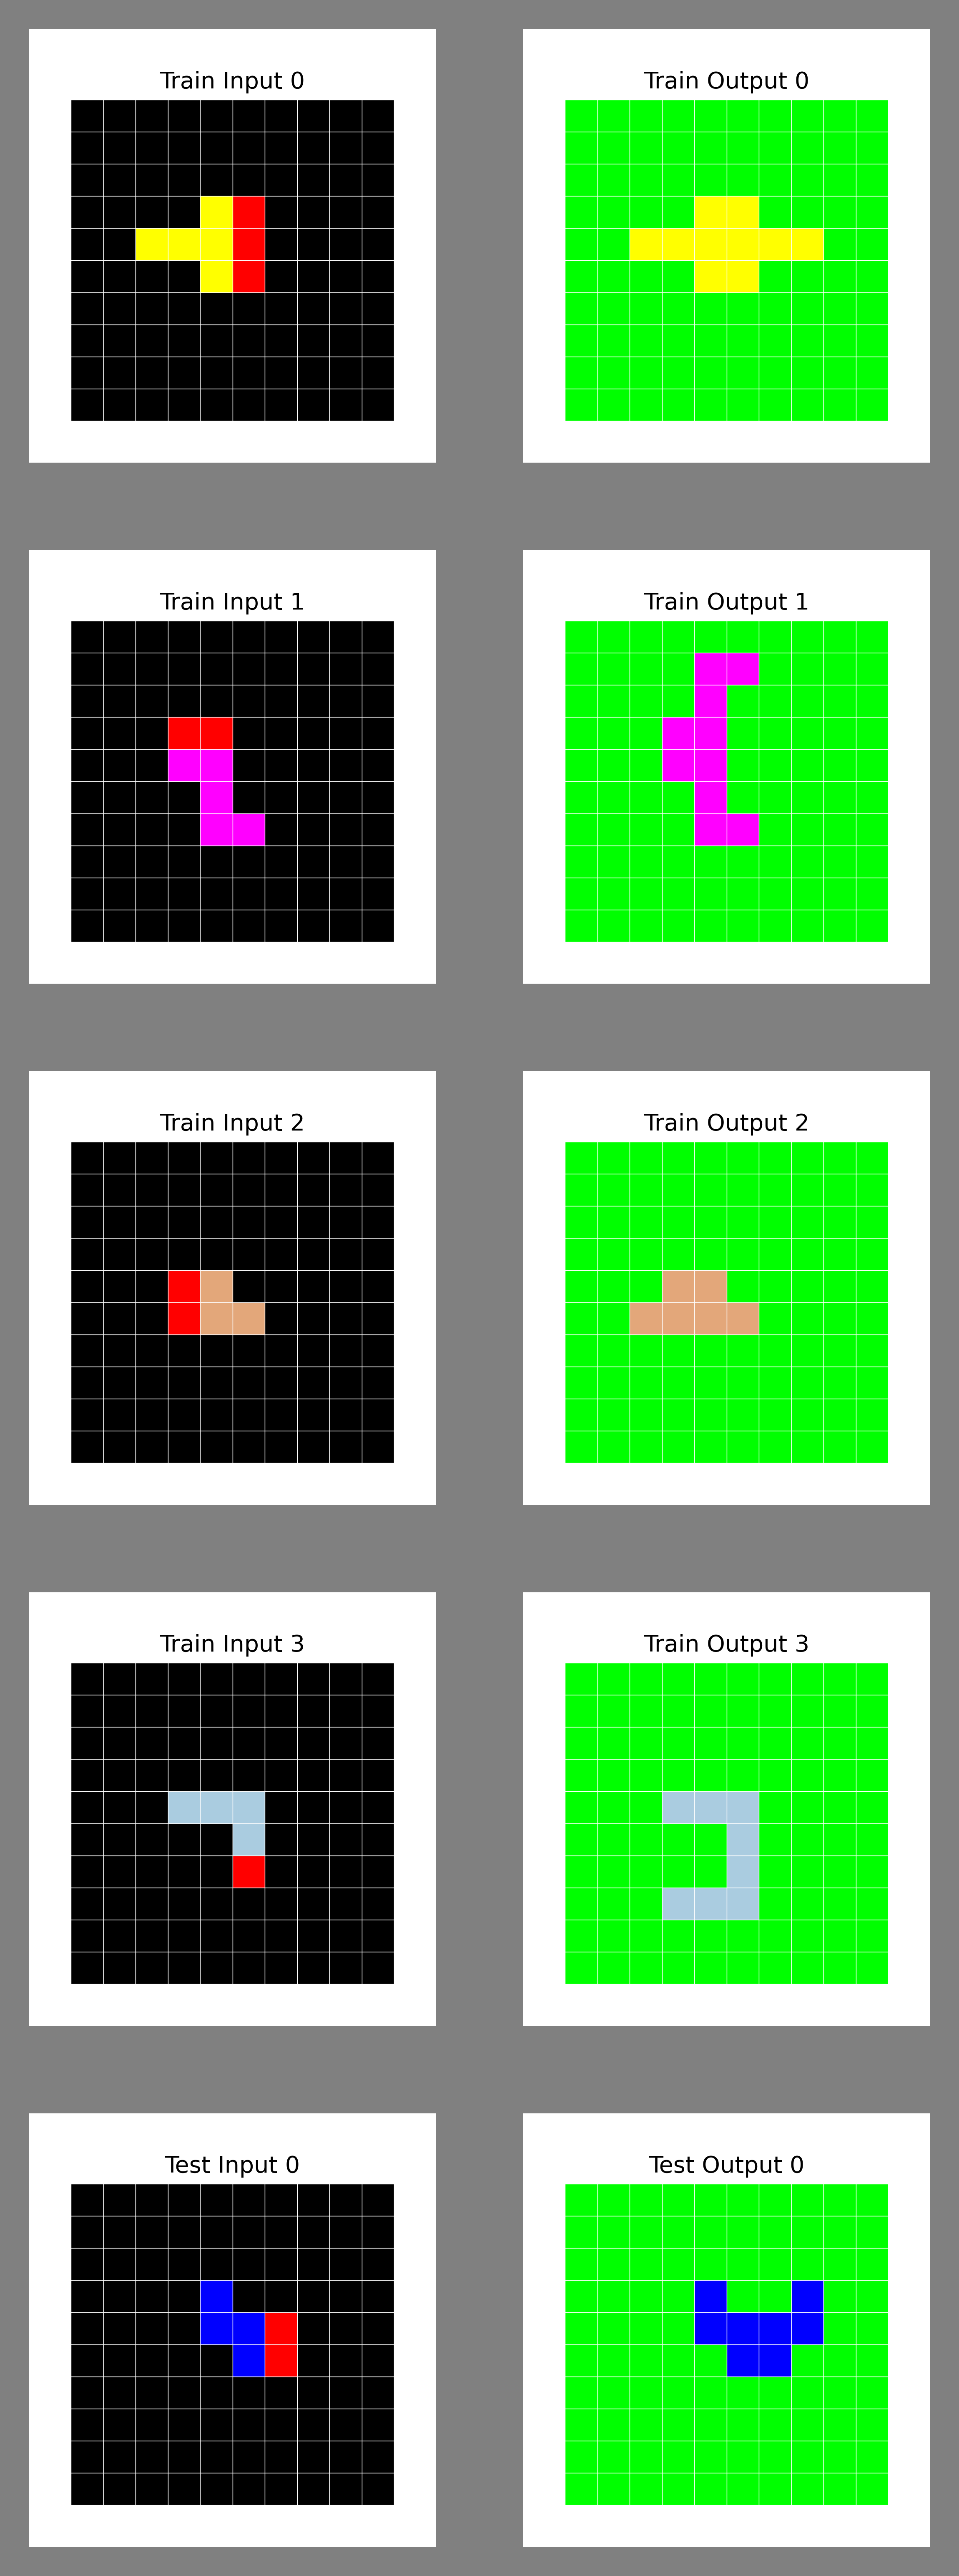 Train Input 0
Train Output 0
Train Input 1
Train Output 1
Train Input 2
Train Output 2
Train Input 3
Train Output 3
Test Input 0
Test Output 0